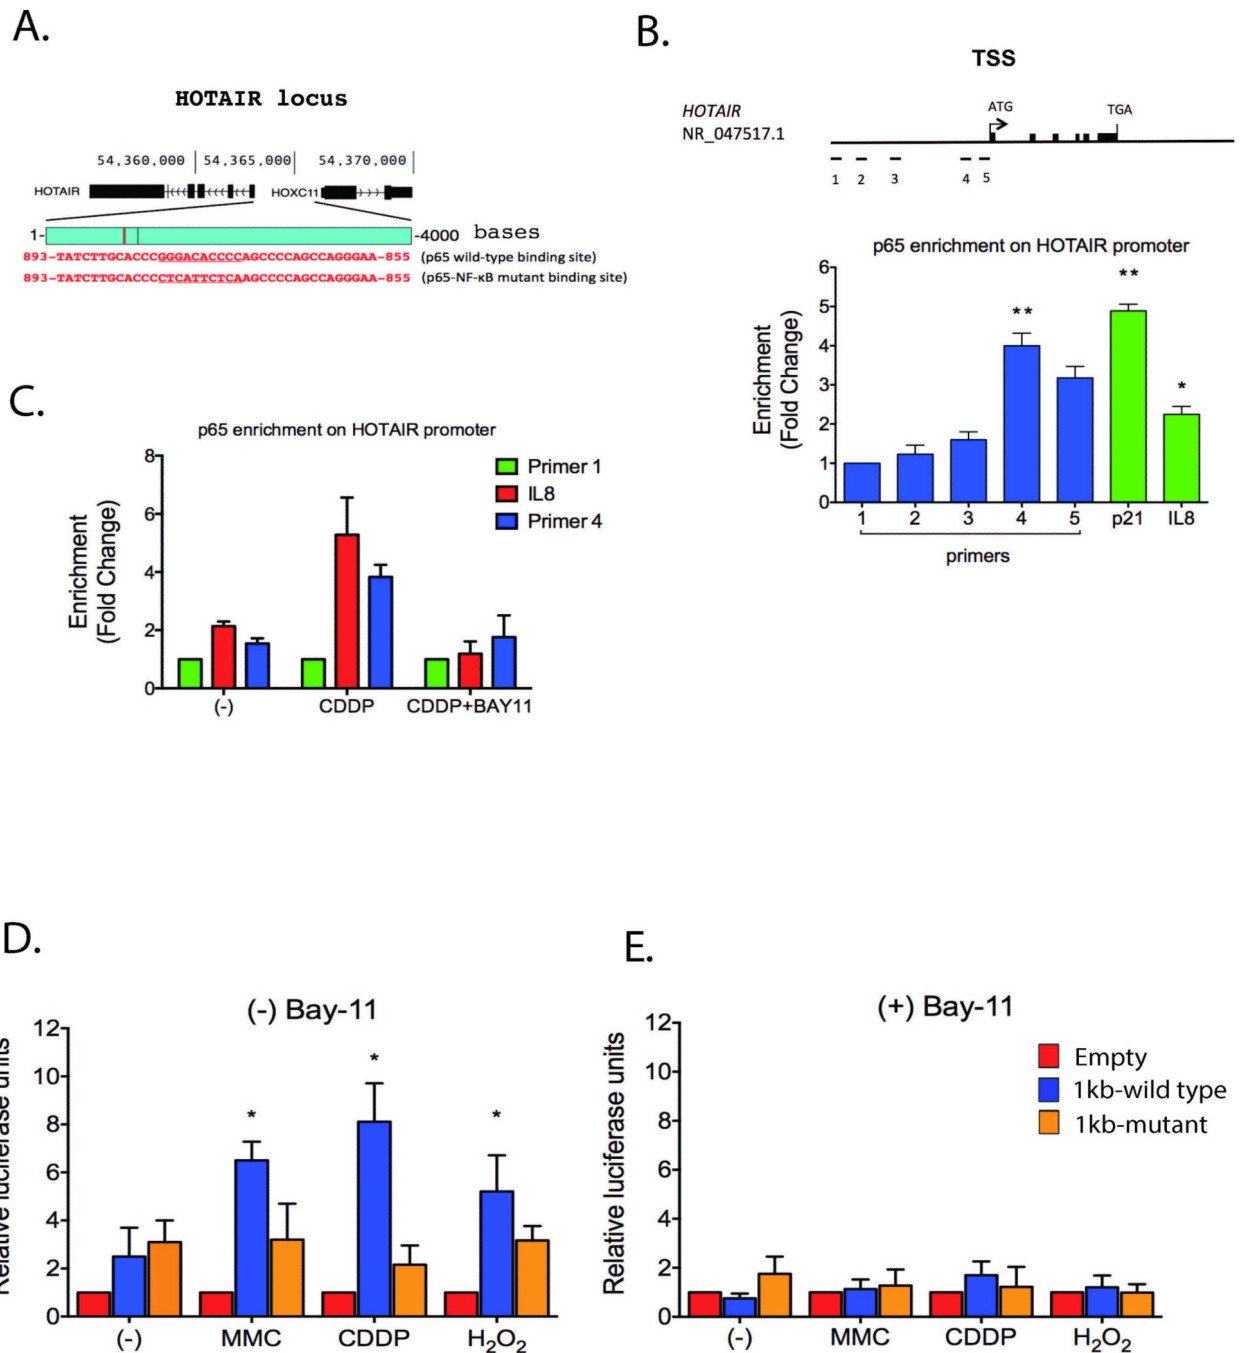 A.
HOTAIR locus
54,360,000 54,365,000 54,370,000
HOTAIR HOXC11
1- -4000 bases
893-TATCTTGCACCCGGGACACCCCAGCCCCAGCCAGGGAA-855 (p65 wild-type binding site)
893-TATCTTGCACCCCTCATTCTCAAGCCCCAGCCAGGGAA-855 (p65-NF-κB mutant binding site)
B.
TSS
HOTAIR
NR_047517.1
ATG TGA
1 2 3 4 5
p65 enrichment on HOTAIR promoter
Enrichment
(Fold Change)
6
5
4
3
2
1
0
** ** *
1 2 3 4 5 p21 IL8
primers
C.
p65 enrichment on HOTAIR promoter
Enrichment
(Fold Change)
8
6
4
2
0
Primer 1
IL8
Primer 4
(-) CDDP CDDP+BAY11
D.
(-) Bay-11
Relative luciferase units
12
10
8
6
4
2
0
* * *
(-) MMC CDDP H₂O₂
E.
(+) Bay-11
Relative luciferase units
12
10
8
6
4
2
0
Empty
1kb-wild type
1kb-mutant
(-) MMC CDDP H₂O₂